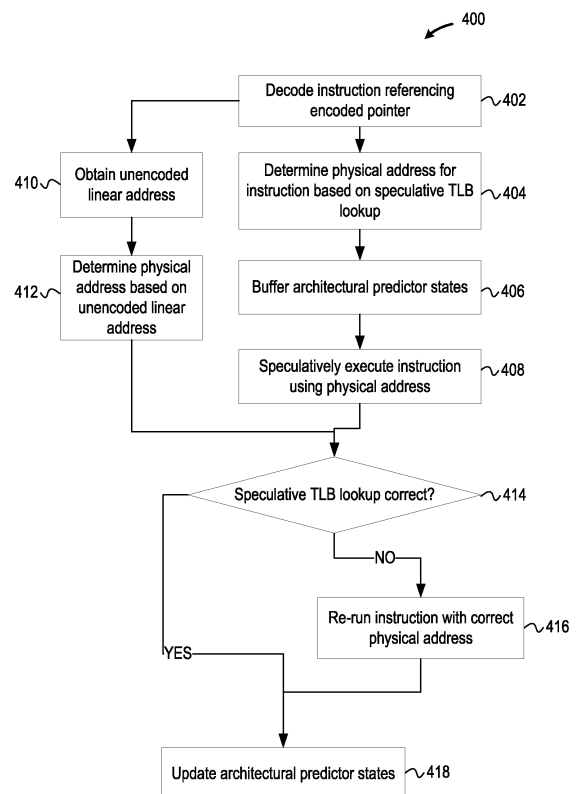 400
Decode instruction referencing
encoded pointer
402
Obtain unencoded
linear address
410
Determine physical address for
instruction based on speculative TLB
lookup
404
Determine physical
address based on
unencoded linear
address
412
Buffer architectural predictor states
406
Speculatively execute instruction
using physical address
408
Speculative TLB lookup correct?
414
NO
Re-run instruction with correct
physical address
416
YES
Update architectural predictor states
418